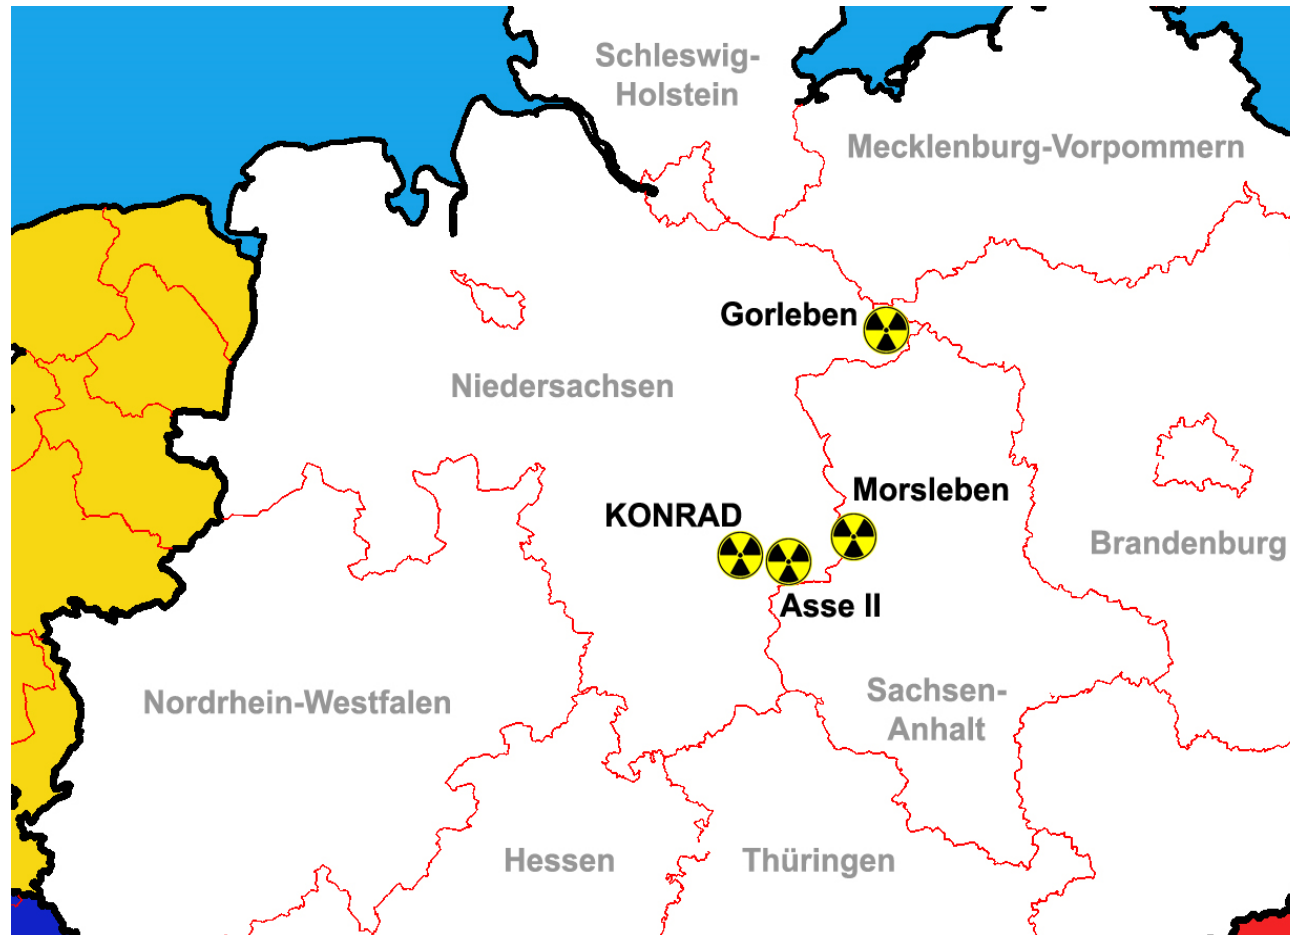 Schleswig-
Holstein
Mecklenburg-Vorpommern
Gorleben
Niedersachsen
Morsleben
KONRAD
Brandenburg
Asse II
Nordrhein-Westfalen
Sachsen-
Anhalt
Hessen
Thüringen